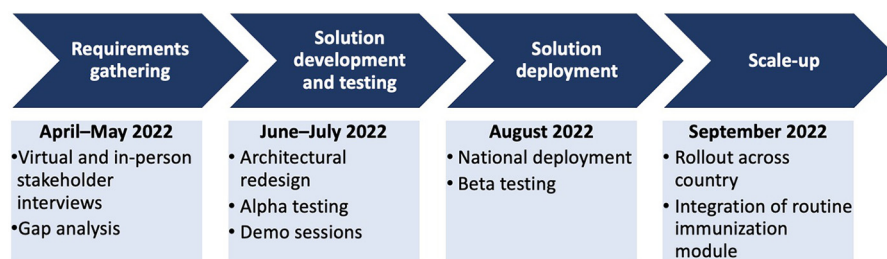 Requirements
gathering
Solution
development
and testing
Solution
deployment
Scale-up
April–May 2022
•Virtual and in-person
stakeholder
interviews
•Gap analysis
June–July 2022
• Architectural
redesign
• Alpha testing
• Demo sessions
August 2022
• National deployment
• Beta testing
September 2022
• Rollout across
country
• Integration of routine
immunization
module